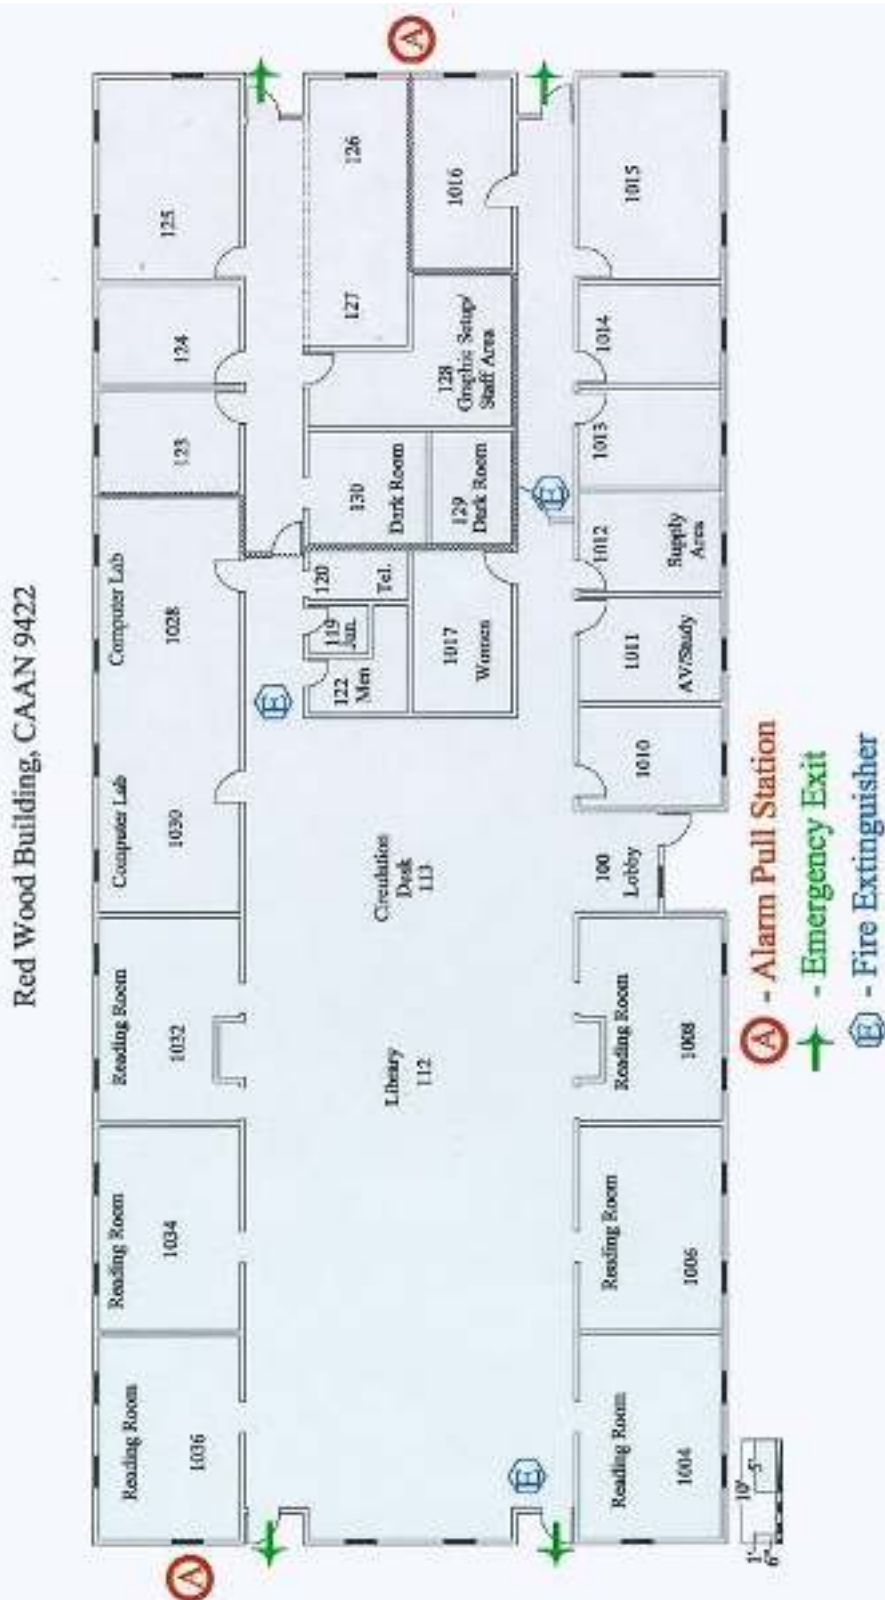 Red Wood Building, CAAN 9422
A
Reading Room
1036
Reading Room
1034
Reading Room
1032
Computer Lab
1030
Computer Lab
1028
123
124
125
E
Library
112
Circulation
Desk
113
122
Men
119
Jan.
120
Tel.
1017
Women
130
Dark Room
129
Dark Room
128
Graphic Setup/
Staff Area
127
126
1016
A
E
E
Reading Room
1004
Reading Room
1006
Reading Room
1008
100
Lobby
1010
1011
AV/Study
1012
Supply
Area
1013
1014
1015
10'
5'
1'
6"
A - Alarm Pull Station
- Emergency Exit
E - Fire Extinguisher